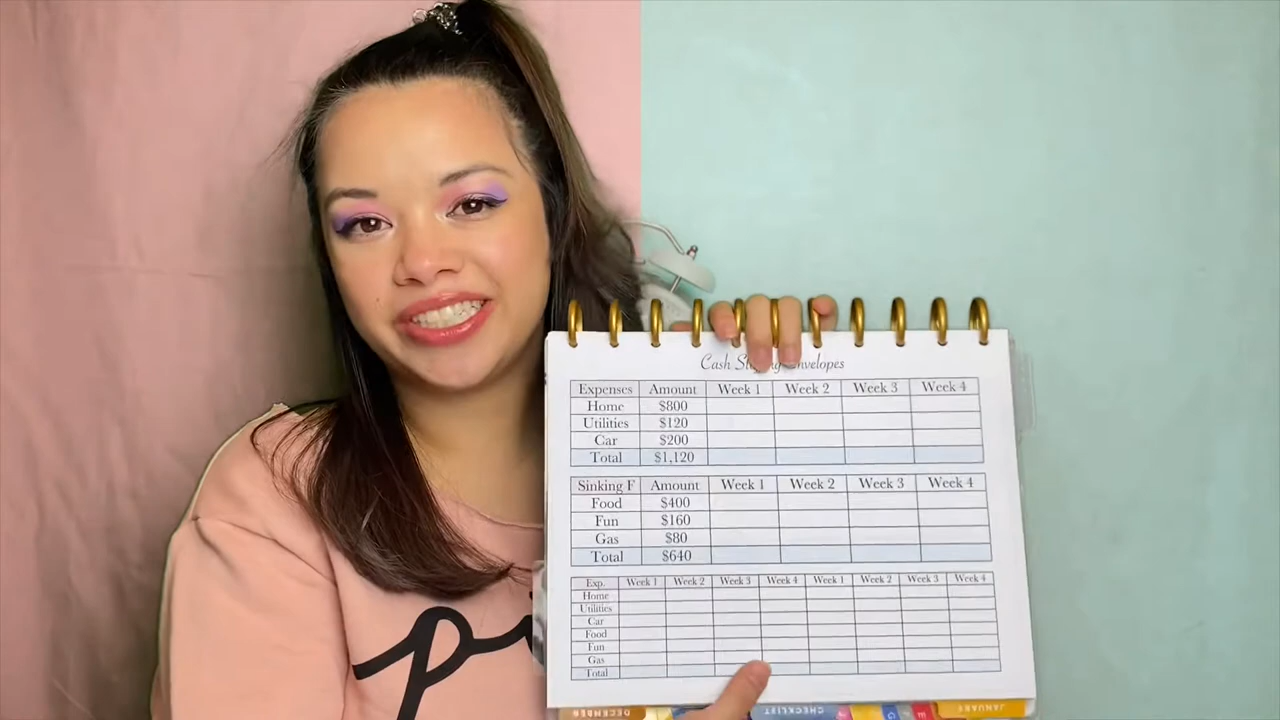 Cash Stuffing Envelopes
Expenses Amount Week 1 Week 2 Week 3 Week 4
Home $800
Utilities $120
Car $200
Total $1,120
Sinking F Amount Week 1 Week 2 Week 3 Week 4
Food $400
Fun $160
Gas $80
Total $640
Exp. Week 1 Week 2 Week 3 Week 4 Week 1 Week 2 Week 3 Week 4
Home
Utilities
Car
Food
Fun
Gas
Total
DECEMBER CHECKLIST JANUARY